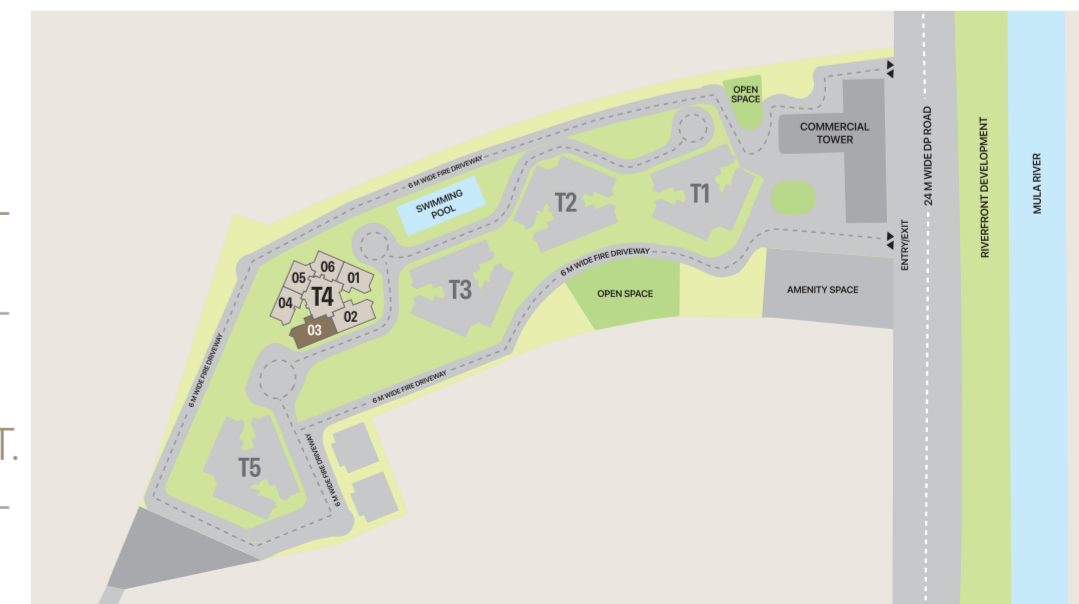 OPEN
SPACE
COMMERCIAL
TOWER
24 M WIDE DP ROAD
RIVERFRONT DEVELOPMENT
MULA RIVER
6 M WIDE FIRE DRIVEWAY
SWIMMING
POOL
T2
T1
ENTRY/EXIT
6 M WIDE FIRE DRIVEWAY
05
06
01
T4
04
02
03
T3
OPEN SPACE
AMENITY SPACE
6 M WIDE FIRE DRIVEWAY
6 M WIDE FIRE DRIVEWAY
T.
6 M WIDE FIRE DRIVEWAY
T5